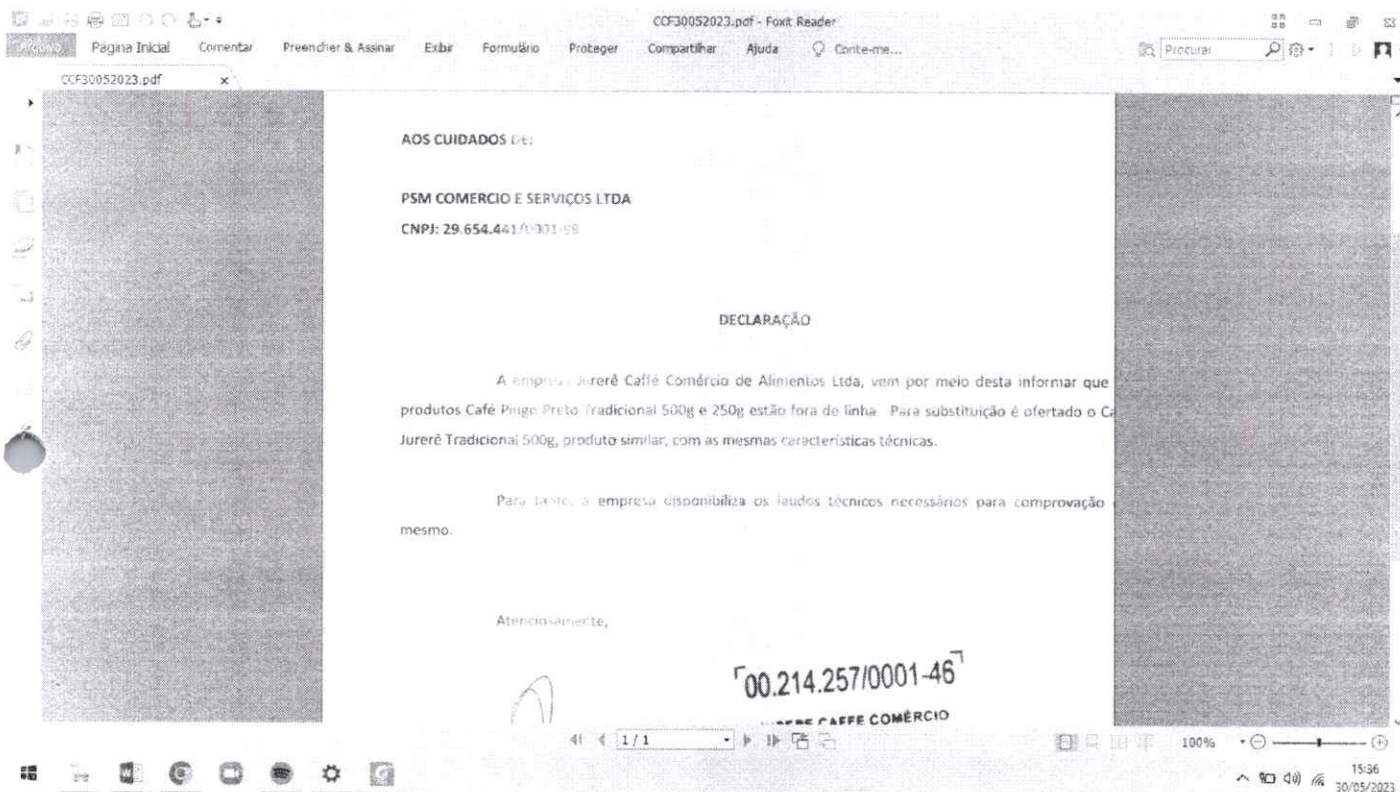 CCF30052023.pdf - Foxit Reader
Arquivo Página Inicial Comentar Preencher & Assinar Exibir Formulário Proteger Compartilhar Ajuda Conte-me... Procurar
CCF30052023.pdf x
AOS CUIDADOS DE:
PSM COMERCIO E SERVIÇOS LTDA
CNPJ: 29.654.441/0001-98
DECLARAÇÃO
A empresa Jurerê Caffé Comércio de Alimentos Ltda, vem por meio desta informar que
produtos Café Pingo Preto Tradicional 500g e 250g estão fora de linha. Para substituição é ofertado o Ca
Jurerê Tradicional 500g, produto similar, com as mesmas características técnicas.
Para tanto, a empresa disponibiliza os laudos técnicos necessários para comprovação
mesmo.
Atenciosamente,
00.214.257/0001-46
CAFFE COMÉRCIO
1 / 1
100%
15:36
30/05/2023